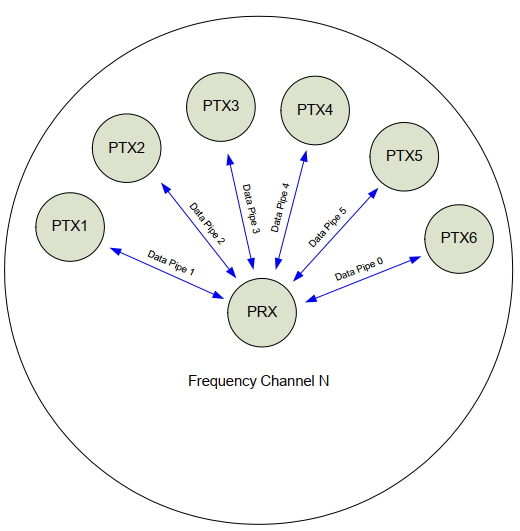 PTX3
PTX4
PTX2
PTX5
PTX1
PTX6
Data Pipe 1
Data Pipe 2
Data Pipe 3
Data Pipe 4
Data Pipe 5
Data Pipe 0
PRX
Frequency Channel N